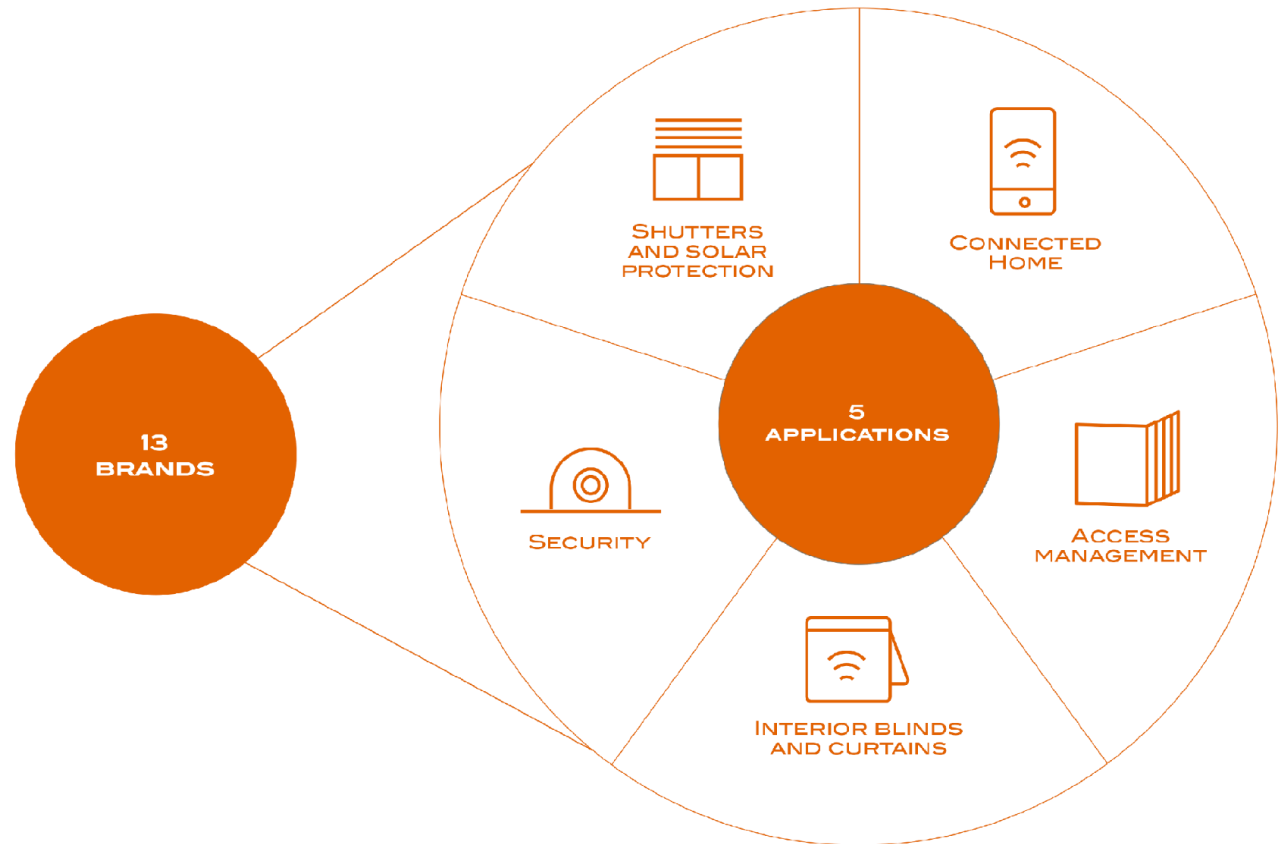 13
BRANDS
SHUTTERS
AND SOLAR
PROTECTION
CONNECTED
HOME
5
APPLICATIONS
SECURITY
ACCESS
MANAGEMENT
INTERIOR BLINDS
AND CURTAINS